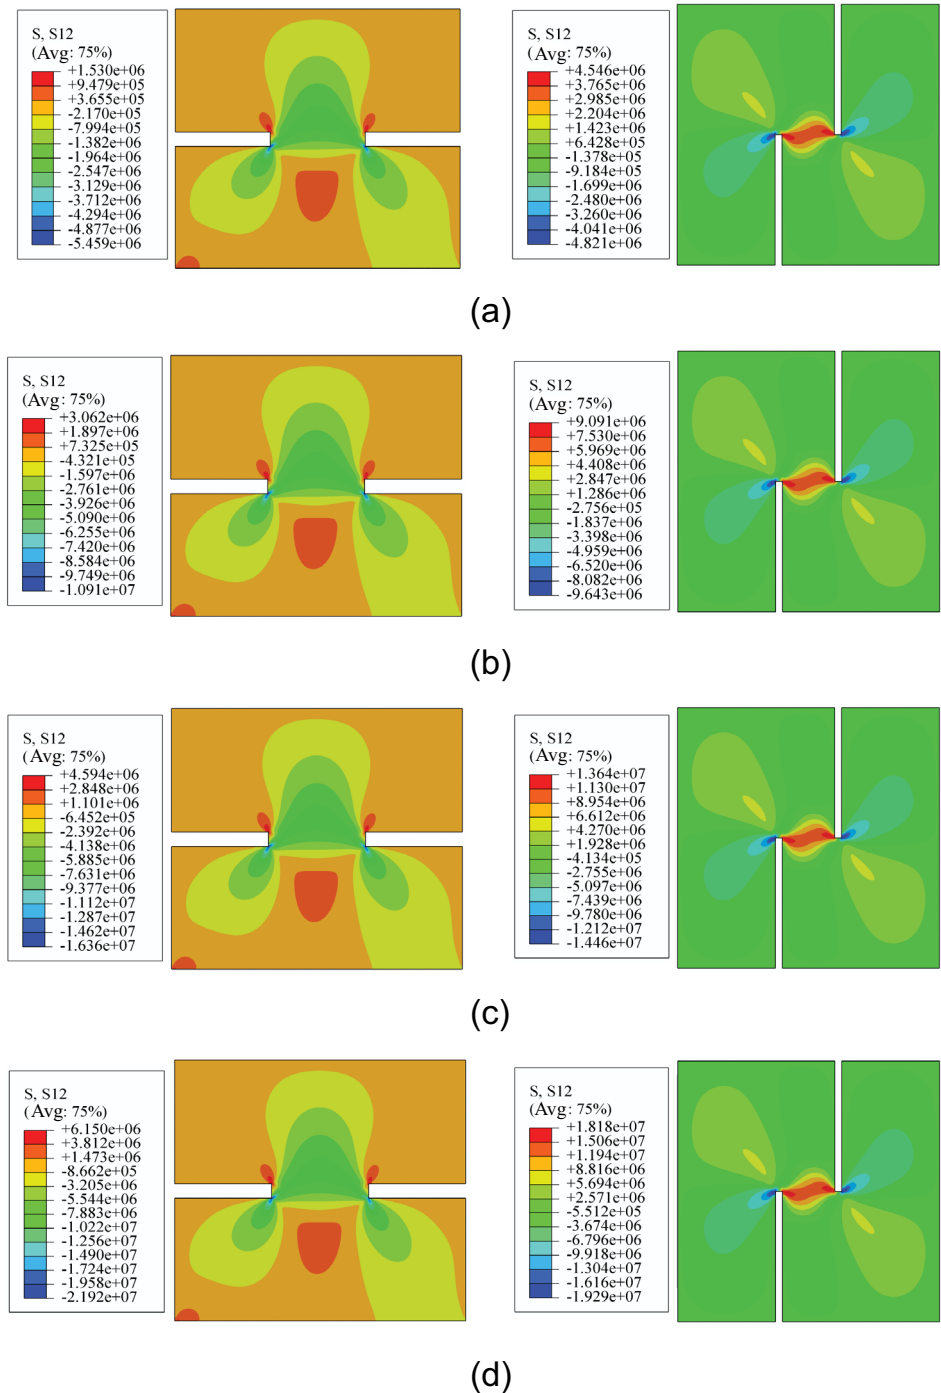 S, S12
(Avg: 75%)
+1.530e+06
+9.479e+05
+3.655e+05
-2.170e+05
-7.994e+05
-1.382e+06
-1.964e+06
-2.547e+06
-3.129e+06
-3.712e+06
-4.294e+06
-4.877e+06
-5.459e+06
S, S12
(Avg: 75%)
+4.546e+06
+3.765e+06
+2.985e+06
+2.204e+06
+1.423e+06
+6.428e+05
-1.378e+05
-9.184e+05
-1.699e+06
-2.480e+06
-3.260e+06
-4.041e+06
-4.821e+06
(a)
S, S12
(Avg: 75%)
+3.062e+06
+1.897e+06
+7.325e+05
-4.321e+05
-1.597e+06
-2.761e+06
-3.926e+06
-5.090e+06
-6.255e+06
-7.420e+06
-8.584e+06
-9.749e+06
-1.091e+07
S, S12
(Avg: 75%)
+9.091e+06
+7.530e+06
+5.969e+06
+4.408e+06
+2.847e+06
+1.286e+06
-2.756e+05
-1.837e+06
-3.398e+06
-4.959e+06
-6.520e+06
-8.082e+06
-9.643e+06
(b)
S, S12
(Avg: 75%)
+4.594e+06
+2.848e+06
+1.101e+06
-6.452e+05
-2.392e+06
-4.138e+06
-5.885e+06
-7.631e+06
-9.377e+06
-1.112e+07
-1.287e+07
-1.462e+07
-1.636e+07
S, S12
(Avg: 75%)
+1.364e+07
+1.130e+07
+8.954e+06
+6.612e+06
+4.270e+06
+1.928e+06
-4.134e+05
-2.755e+06
-5.097e+06
-7.439e+06
-9.780e+06
-1.212e+07
-1.446e+07
(c)
S, S12
(Avg: 75%)
+6.150e+06
+3.812e+06
+1.473e+06
-8.662e+05
-3.205e+06
-5.544e+06
-7.883e+06
-1.022e+07
-1.256e+07
-1.490e+07
-1.724e+07
-1.958e+07
-2.192e+07
S, S12
(Avg: 75%)
+1.818e+07
+1.506e+07
+1.194e+07
+8.816e+06
+5.694e+06
+2.571e+06
-5.512e+05
-3.674e+06
-6.796e+06
-9.918e+06
-1.304e+07
-1.616e+07
-1.929e+07
(d)